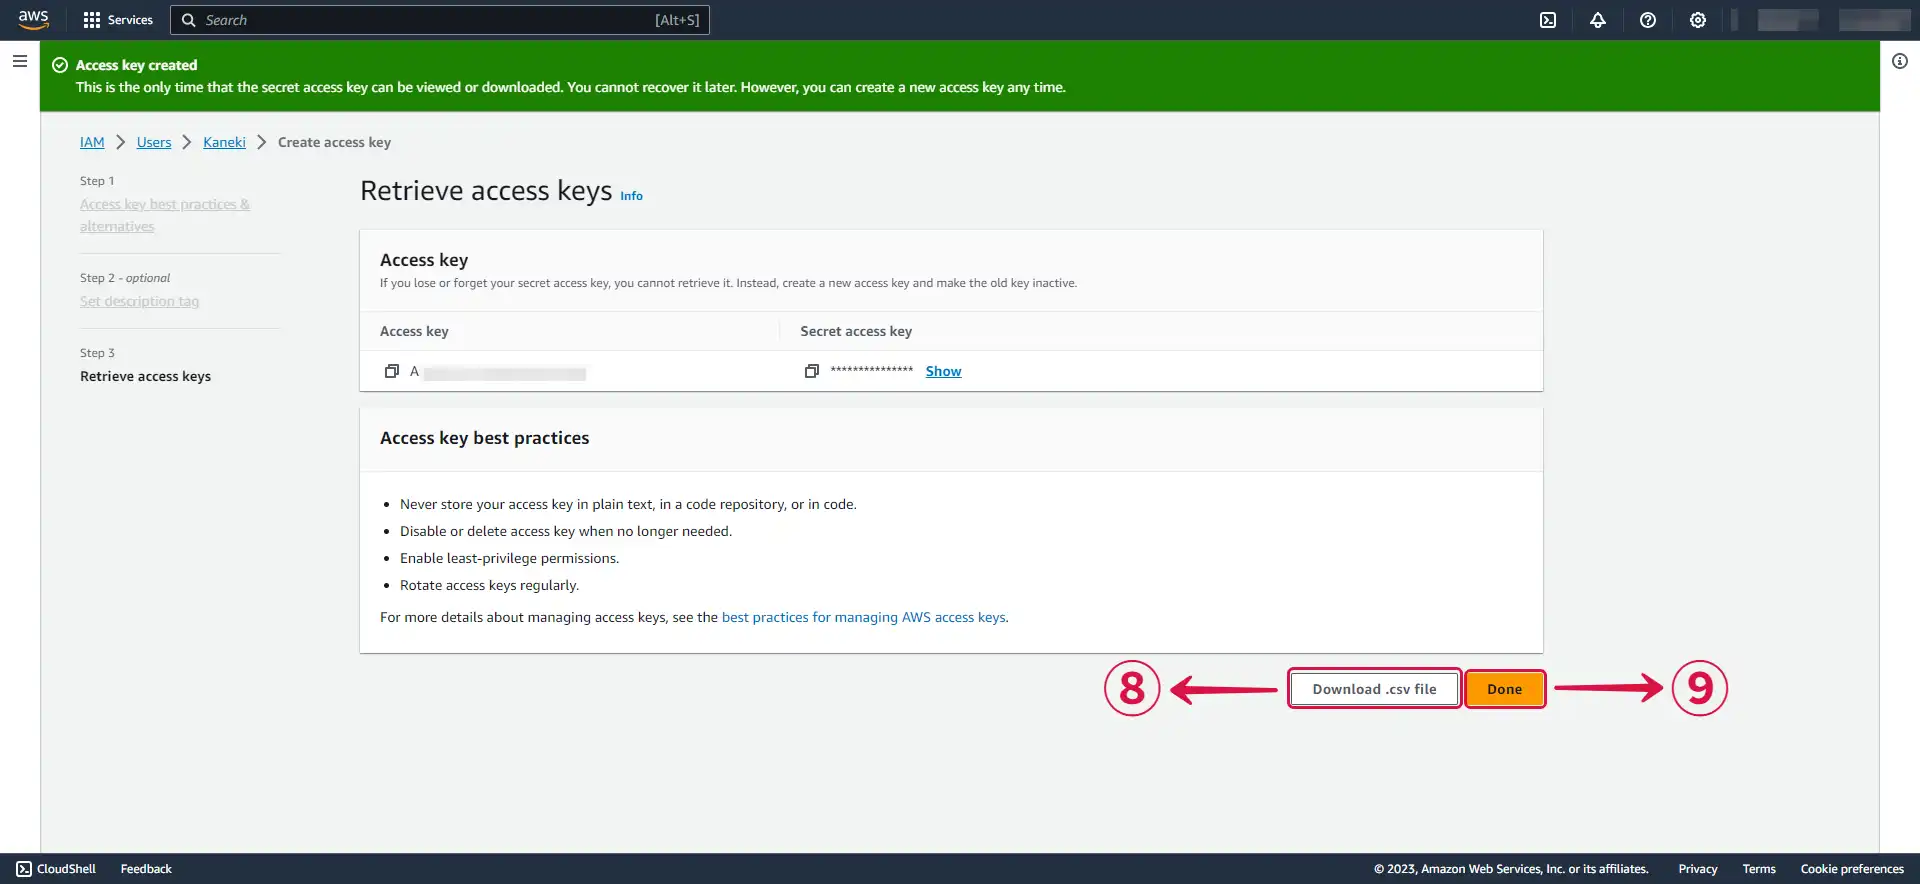 aws
Services
Search
[Alt+S]
Access key created
This is the only time that the secret access key can be viewed or downloaded. You cannot recover it later. However, you can create a new access key any time.
IAM > Users > Kaneki > Create access key
Step 1
Access key best practices &
alternatives
Step 2 - optional
Set description tag
Step 3
Retrieve access keys
Retrieve access keys Info
Access key
If you lose or forget your secret access key, you cannot retrieve it. Instead, create a new access key and make the old key inactive.
Access key
Secret access key
A
*************** Show
Access key best practices
• Never store your access key in plain text, in a code repository, or in code.
• Disable or delete access key when no longer needed.
• Enable least-privilege permissions.
• Rotate access keys regularly.
For more details about managing access keys, see the best practices for managing AWS access keys.
8
Download .csv file
Done
9
CloudShell
Feedback
© 2023, Amazon Web Services, Inc. or its affiliates.
Privacy
Terms
Cookie preferences